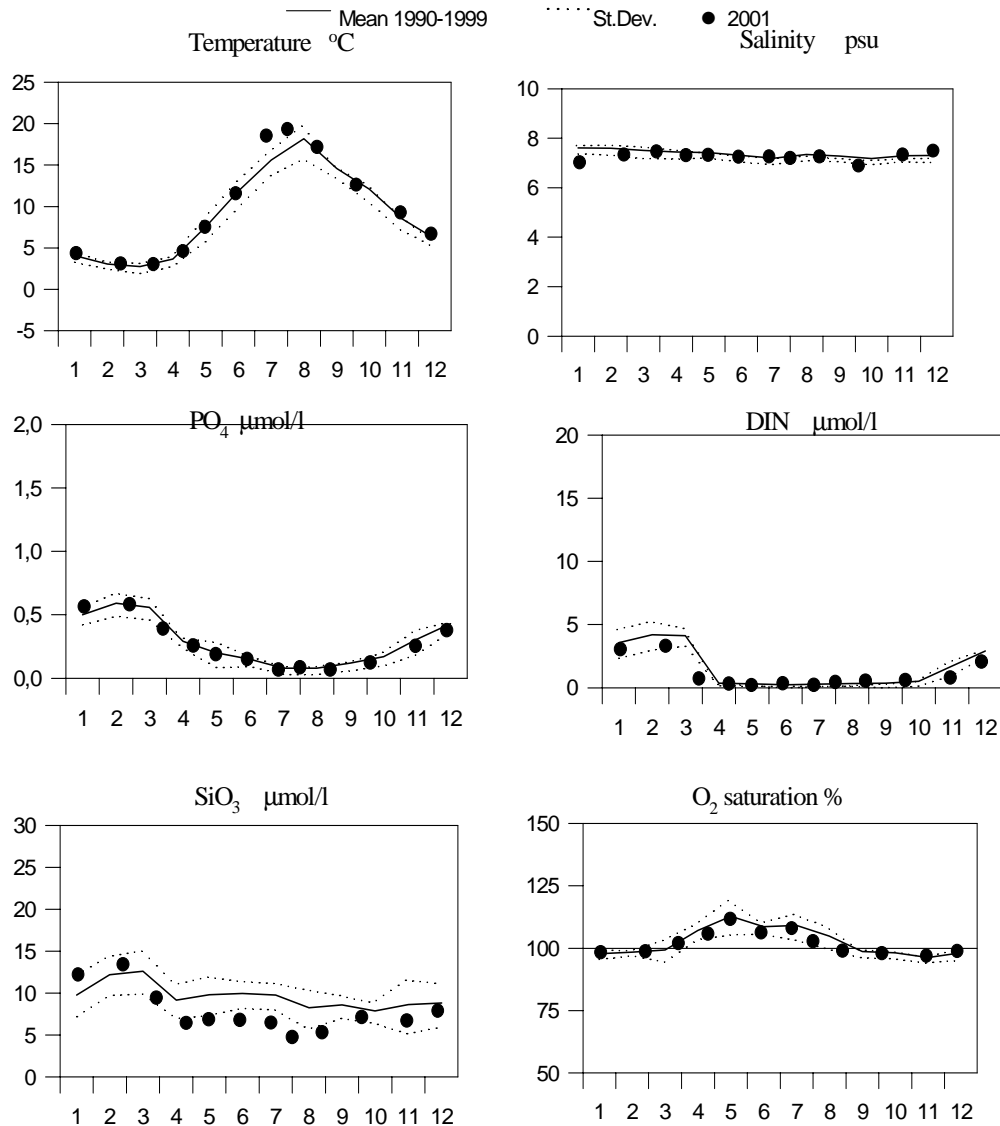 Mean 1990-1999 St.Dev. 2001
Temperature °C
Salinity psu
25
20
15
10
5
0
-5
1 2 3 4 5 6 7 8 9 10 11 12
10
8
6
4
2
0
1 2 3 4 5 6 7 8 9 10 11 12
PO4 µmol/l
DIN µmol/l
2,0
1,5
1,0
0,5
0,0
1 2 3 4 5 6 7 8 9 10 11 12
20
15
10
5
0
1 2 3 4 5 6 7 8 9 10 11 12
SiO3 µmol/l
O2 saturation %
30
25
20
15
10
5
0
1 2 3 4 5 6 7 8 9 10 11 12
150
125
100
75
50
1 2 3 4 5 6 7 8 9 10 11 12